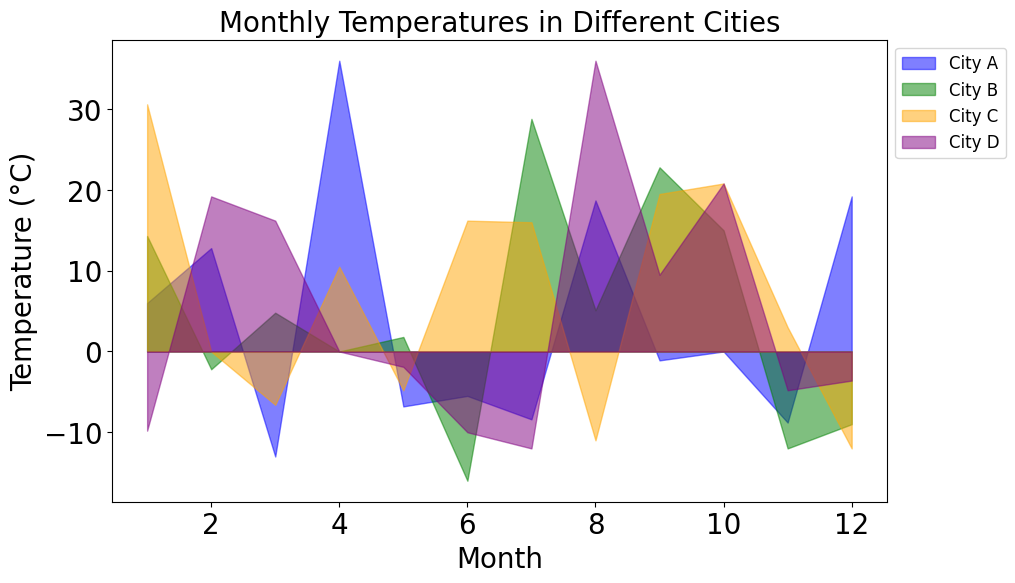 Monthly Temperatures in Different Cities
City A
City B
City C
City D
Temperature (°C)
30
20
10
0
−10
2 4 6 8 10 12
Month